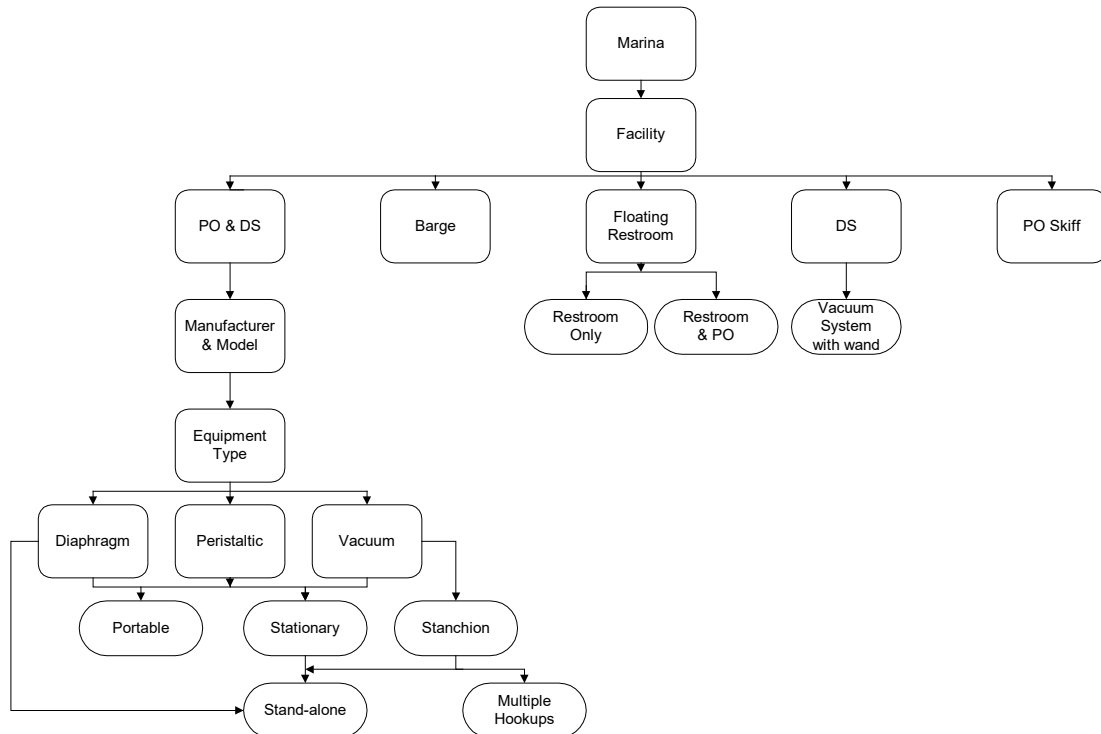 Marina
Facility
PO & DS
Barge
Floating
Restroom
DS
PO Skiff
Manufacturer
& Model
Restroom
Only
Restroom
& PO
Vacuum
System
with wand
Equipment
Type
Diaphragm
Peristaltic
Vacuum
Portable
Stationary
Stanchion
Stand-alone
Multiple
Hookups